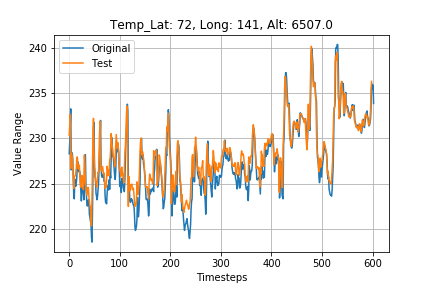 Temp_Lat: 72, Long: 141, Alt: 6507.0
Original
Test
Value Range
240
235
230
225
220
0 100 200 300 400 500 600
Timesteps